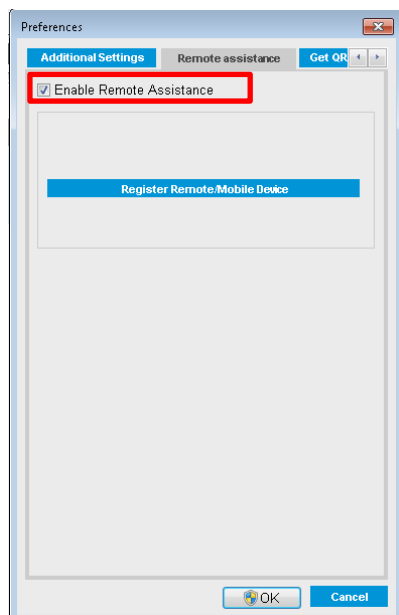 Preferences
Additional Settings Remote assistance Get QR
Enable Remote Assistance
Register Remote/Mobile Device
OK Cancel